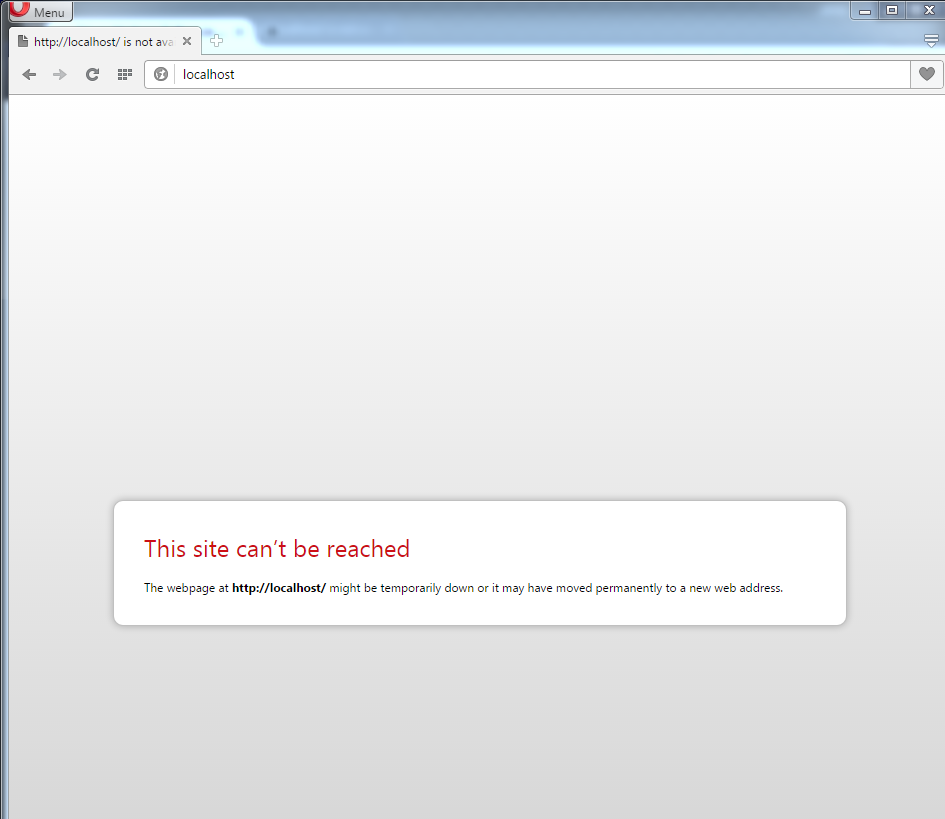 Menu
http://localhost/ is not ava
localhost
This site can't be reached
The webpage at http://localhost/ might be temporarily down or it may have moved permanently to a new web address.